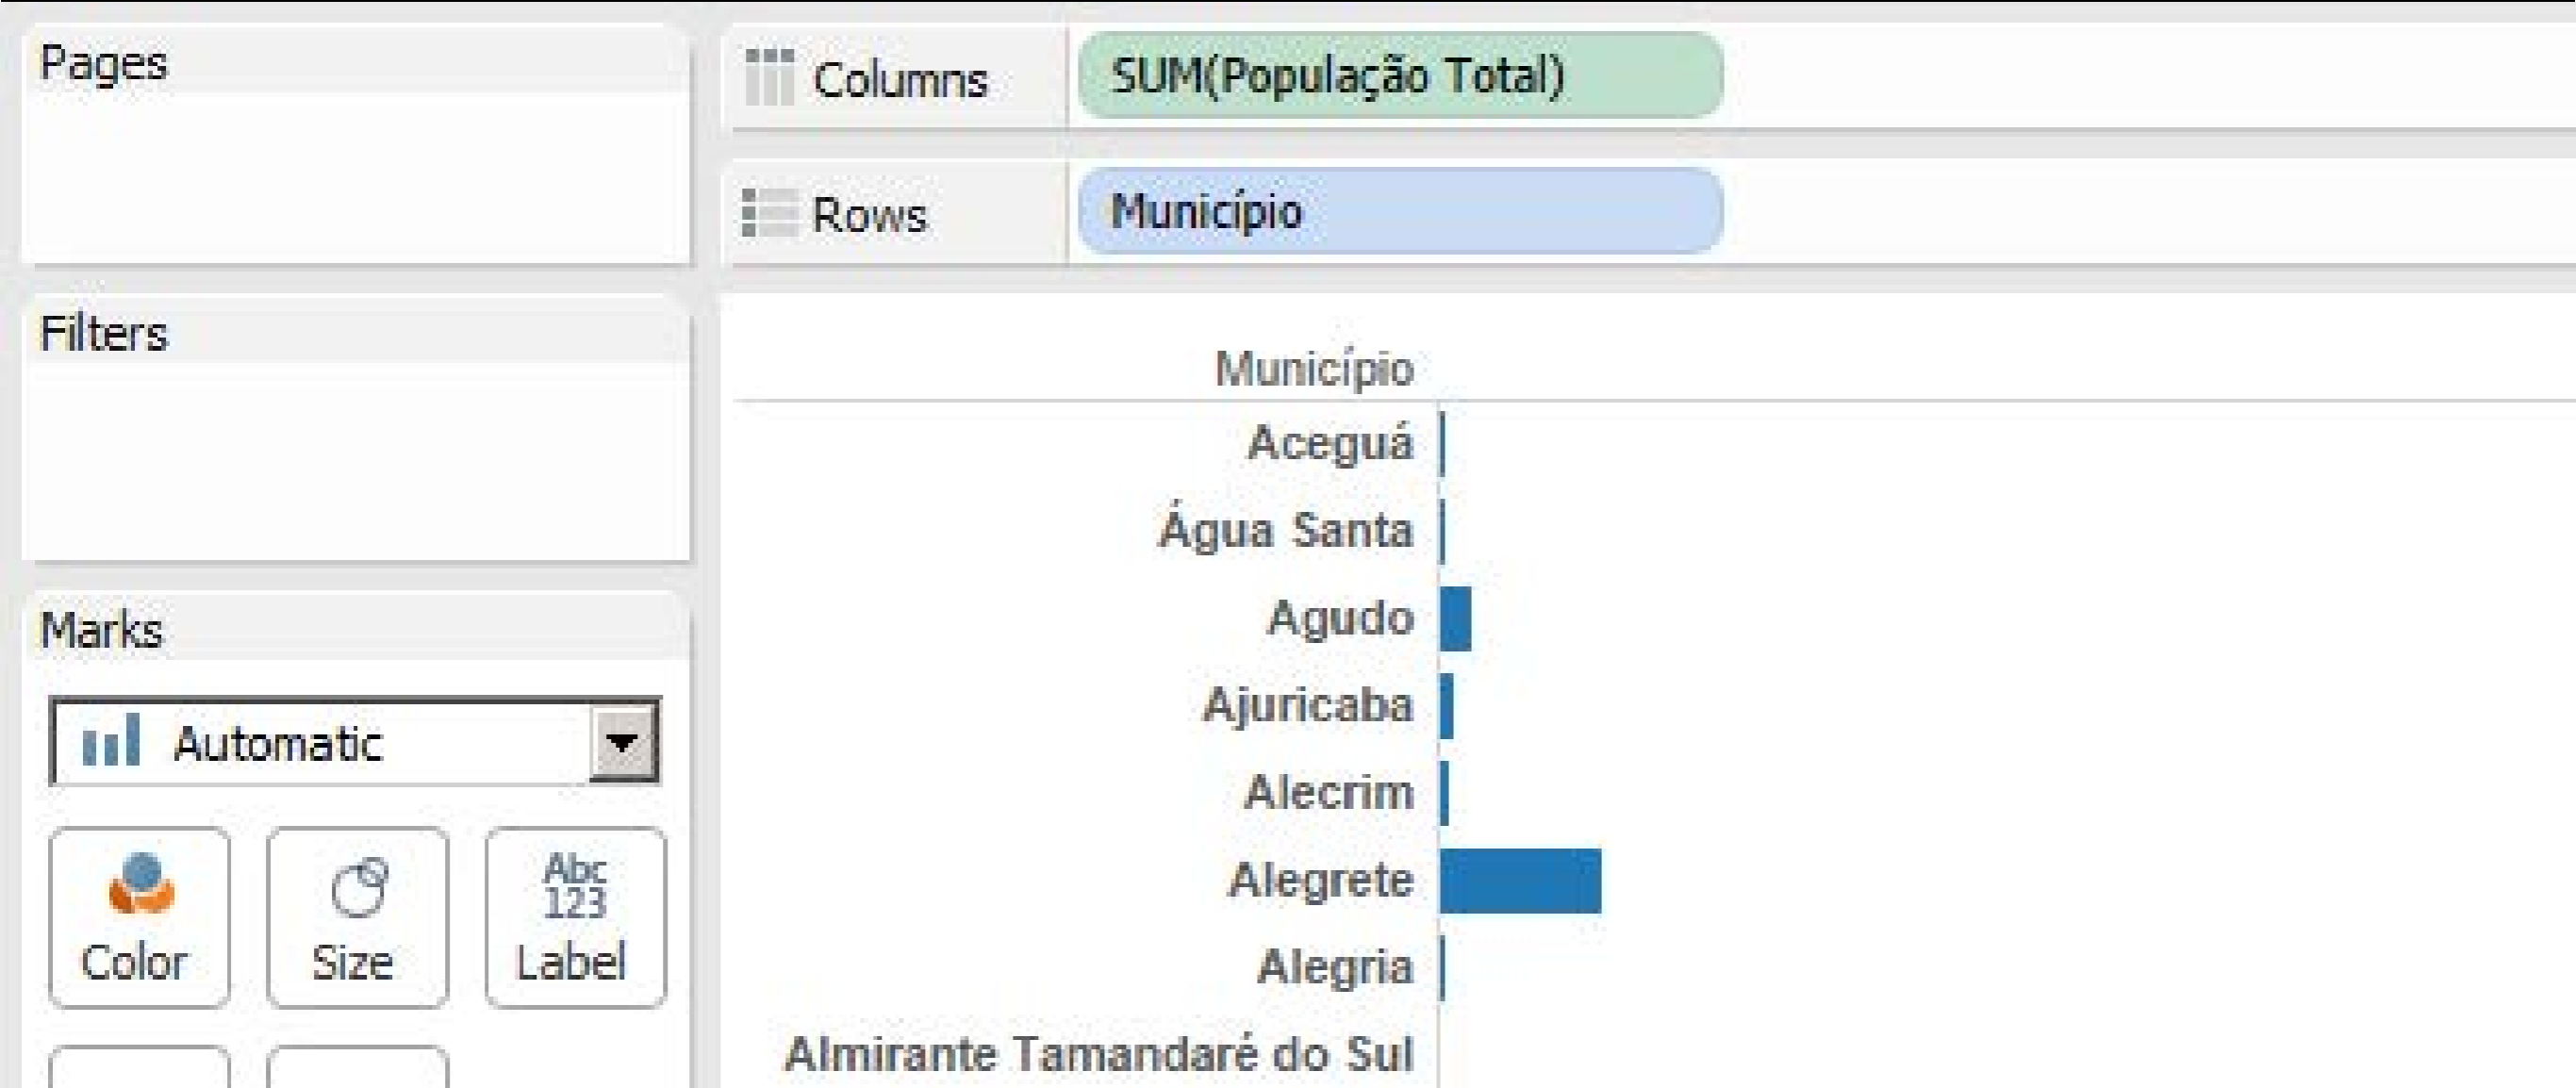 Pages
Columns
SUM(População Total)
Rows
Município
Filters
Município
Aceguá
Água Santa
Agudo
Ajuricaba
Alecrim
Alegrete
Alegria
Almirante Tamandaré do Sul
Marks
Automatic
Color
Size
Abc
123
Label